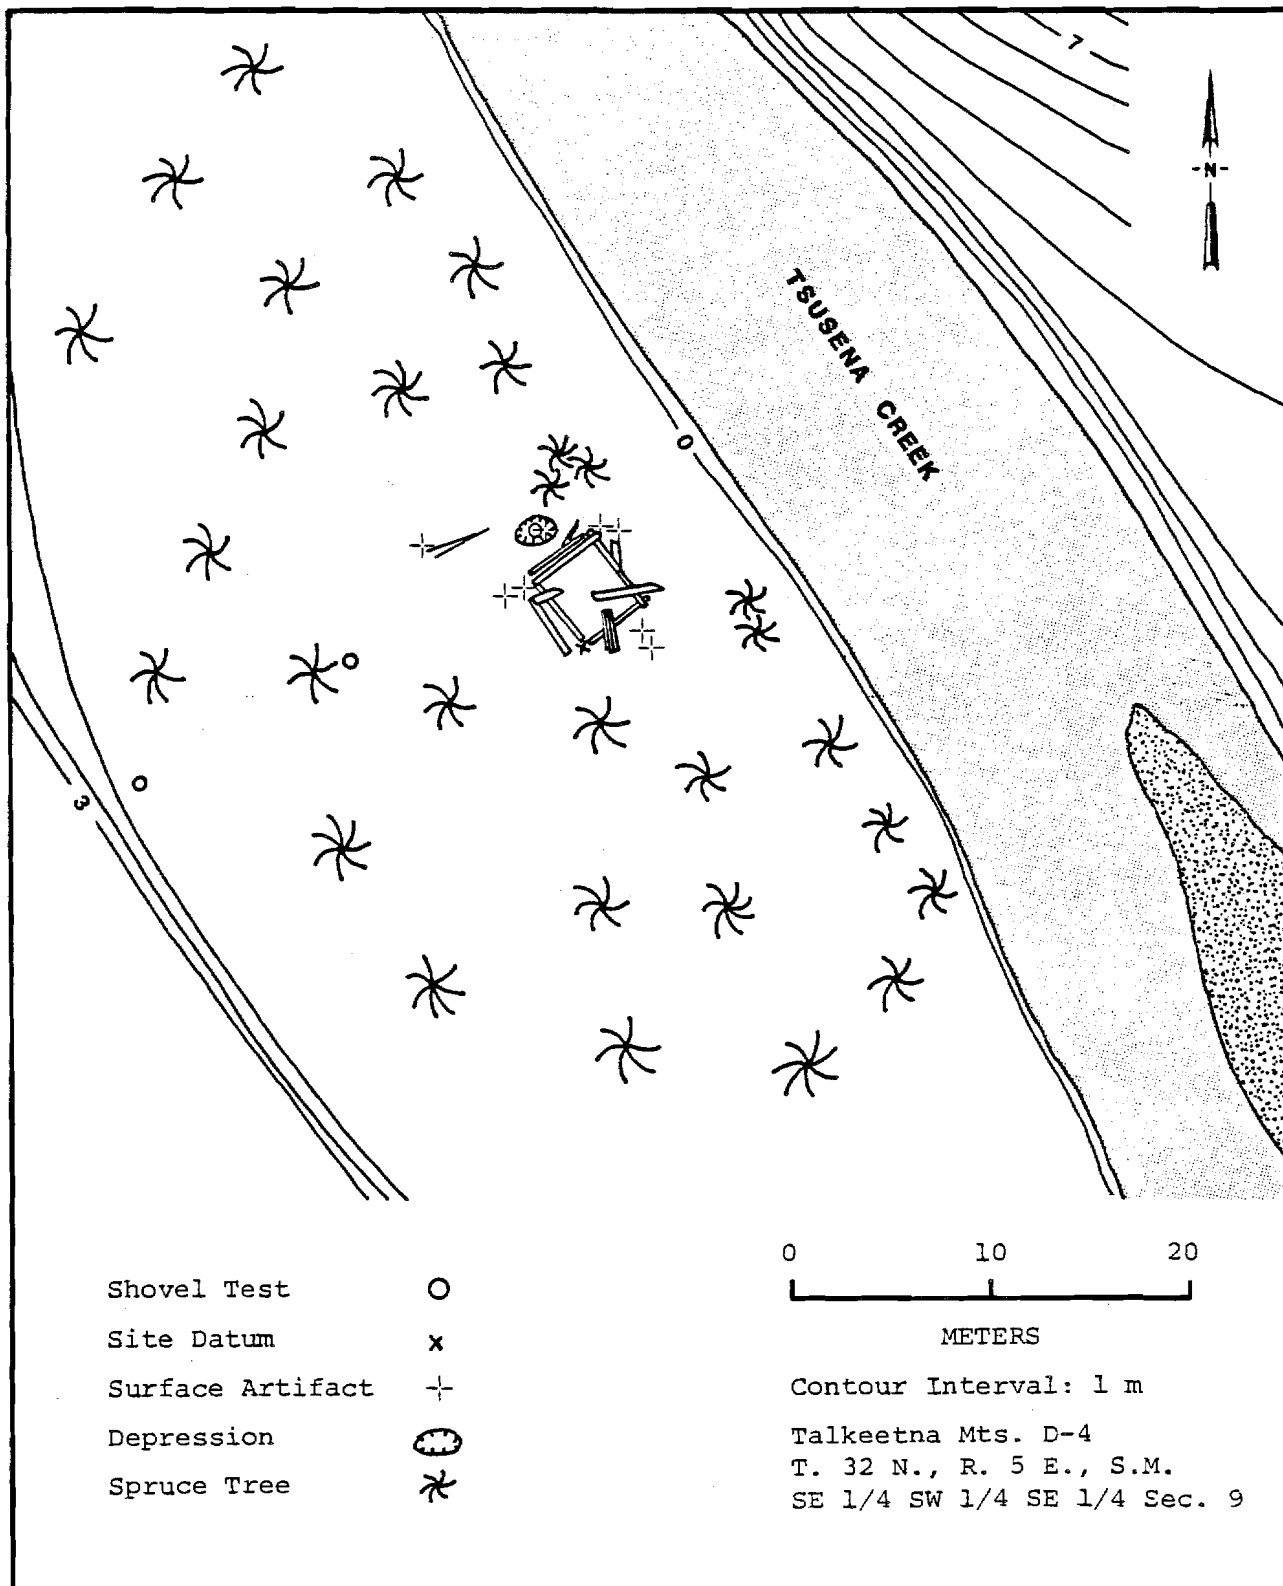 7
N
TSUSENA CREEK
0
3
0 10 20
METERS
Shovel Test
Site Datum
Surface Artifact
Depression
Spruce Tree
Contour Interval: 1 m
Talkeetna Mts. D-4
T. 32 N., R. 5 E., S.M.
SE 1/4 SW 1/4 SE 1/4 Sec. 9